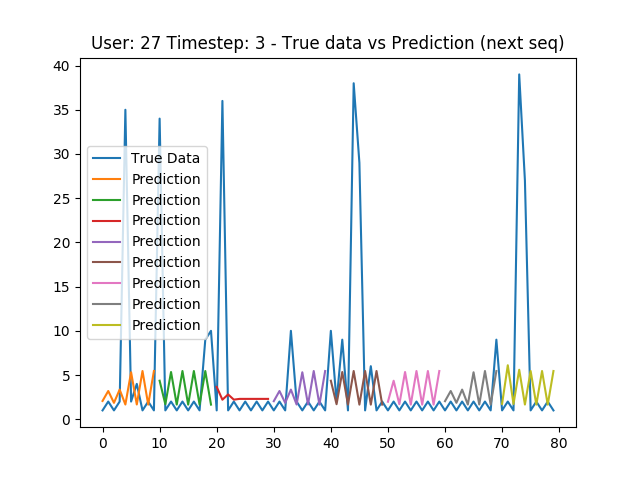 User: 27 Timestep: 3 - True data vs Prediction (next seq)
40
35
30
25
20
15
10
5
0
True Data
Prediction
Prediction
Prediction
Prediction
Prediction
Prediction
Prediction
Prediction
0 10 20 30 40 50 60 70 80